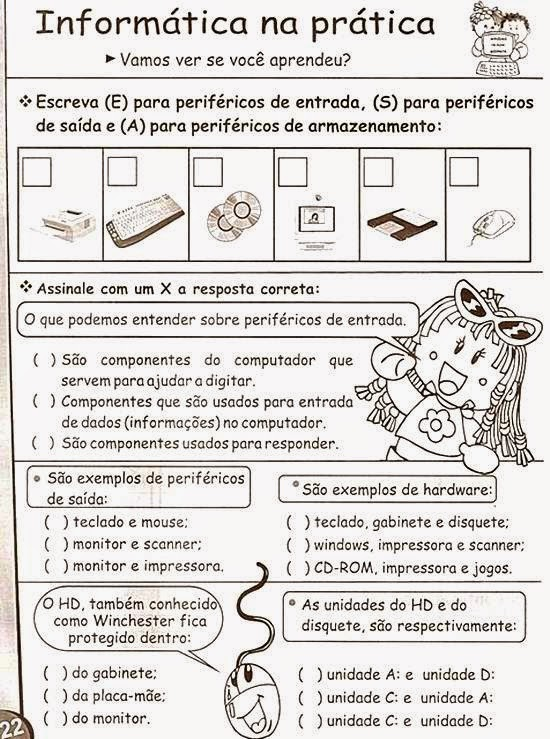 Informática na prática
► Vamos ver se você aprendeu?
❖ Escreva (E) para periféricos de entrada, (S) para periféricos
de saída e (A) para periféricos de armazenamento:
❖ Assinale com um X a resposta correta:
O que podemos entender sobre periféricos de entrada.
( ) São componentes do computador que
servem para ajudar a digitar.
( ) Componentes que são usados para entrada
de dados (informações) no computador.
( ) São componentes usados para responder.
• São exemplos de periféricos
de saída:
( ) teclado e mouse;
( ) monitor e scanner;
( ) monitor e impressora.
• São exemplos de hardware:
( ) teclado, gabinete e disquete;
( ) windows, impressora e scanner;
( ) CD-ROM, impressora e jogos.
O HD, também conhecido
como Winchester fica
protegido dentro:
( ) do gabinete;
( ) da placa-mãe;
( ) do monitor.
• As unidades do HD e do
disquete, são respectivamente:
( ) unidade A: e unidade D:
( ) unidade C: e unidade A:
( ) unidade C: e unidade D:
22